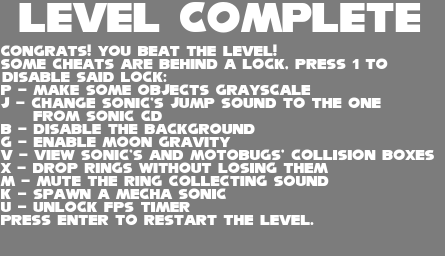 LEVEL COMPLETE
CONGRATS! YOU BEAT THE LEVEL!
SOME CHEATS ARE BEHIND A LOCK. PRESS 1 TO
DISABLE SAID LOCK:
P - MAKE SOME OBJECTS GRAYSCALE
J - CHANGE SONIC'S JUMP SOUND TO THE ONE
FROM SONIC CD
B - DISABLE THE BACKGROUND
G - ENABLE MOON GRAVITY
V - VIEW SONIC'S AND MOTOBUGS' COLLISION BOXES
X - DROP RINGS WITHOUT LOSING THEM
M - MUTE THE RING COLLECTING SOUND
K - SPAWN A MECHA SONIC
U - UNLOCK FPS TIMER
PRESS ENTER TO RESTART THE LEVEL.